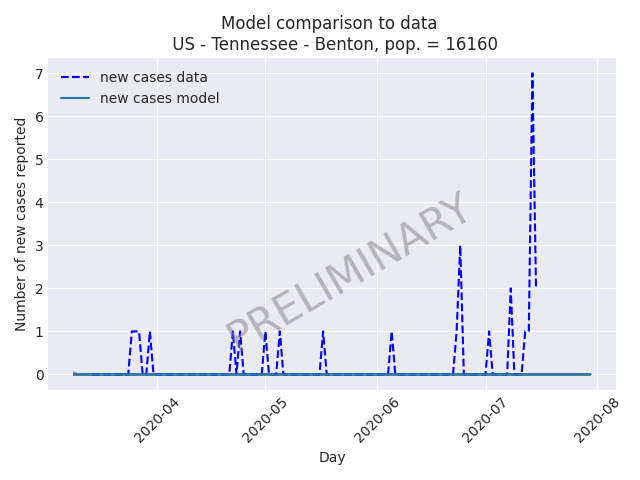 Model comparison to data
US - Tennessee - Benton, pop. = 16160
new cases data
new cases model
Number of new cases reported
7
6
5
4
3
2
1
0
PRELIMINARY
2020-04
2020-05
2020-06
2020-07
2020-08
Day